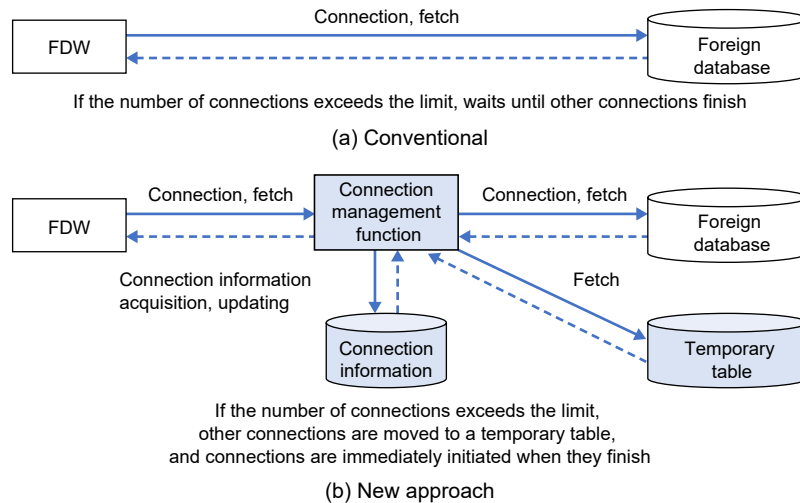 Connection, fetch
FDW
Foreign
database
If the number of connections exceeds the limit, waits until other connections finish
(a) Conventional
Connection, fetch
Connection
management
function
Connection, fetch
FDW
Foreign
database
Connection information
acquisition, updating
Fetch
Connection
information
Temporary
table
If the number of connections exceeds the limit,
other connections are moved to a temporary table,
and connections are immediately initiated when they finish
(b) New approach